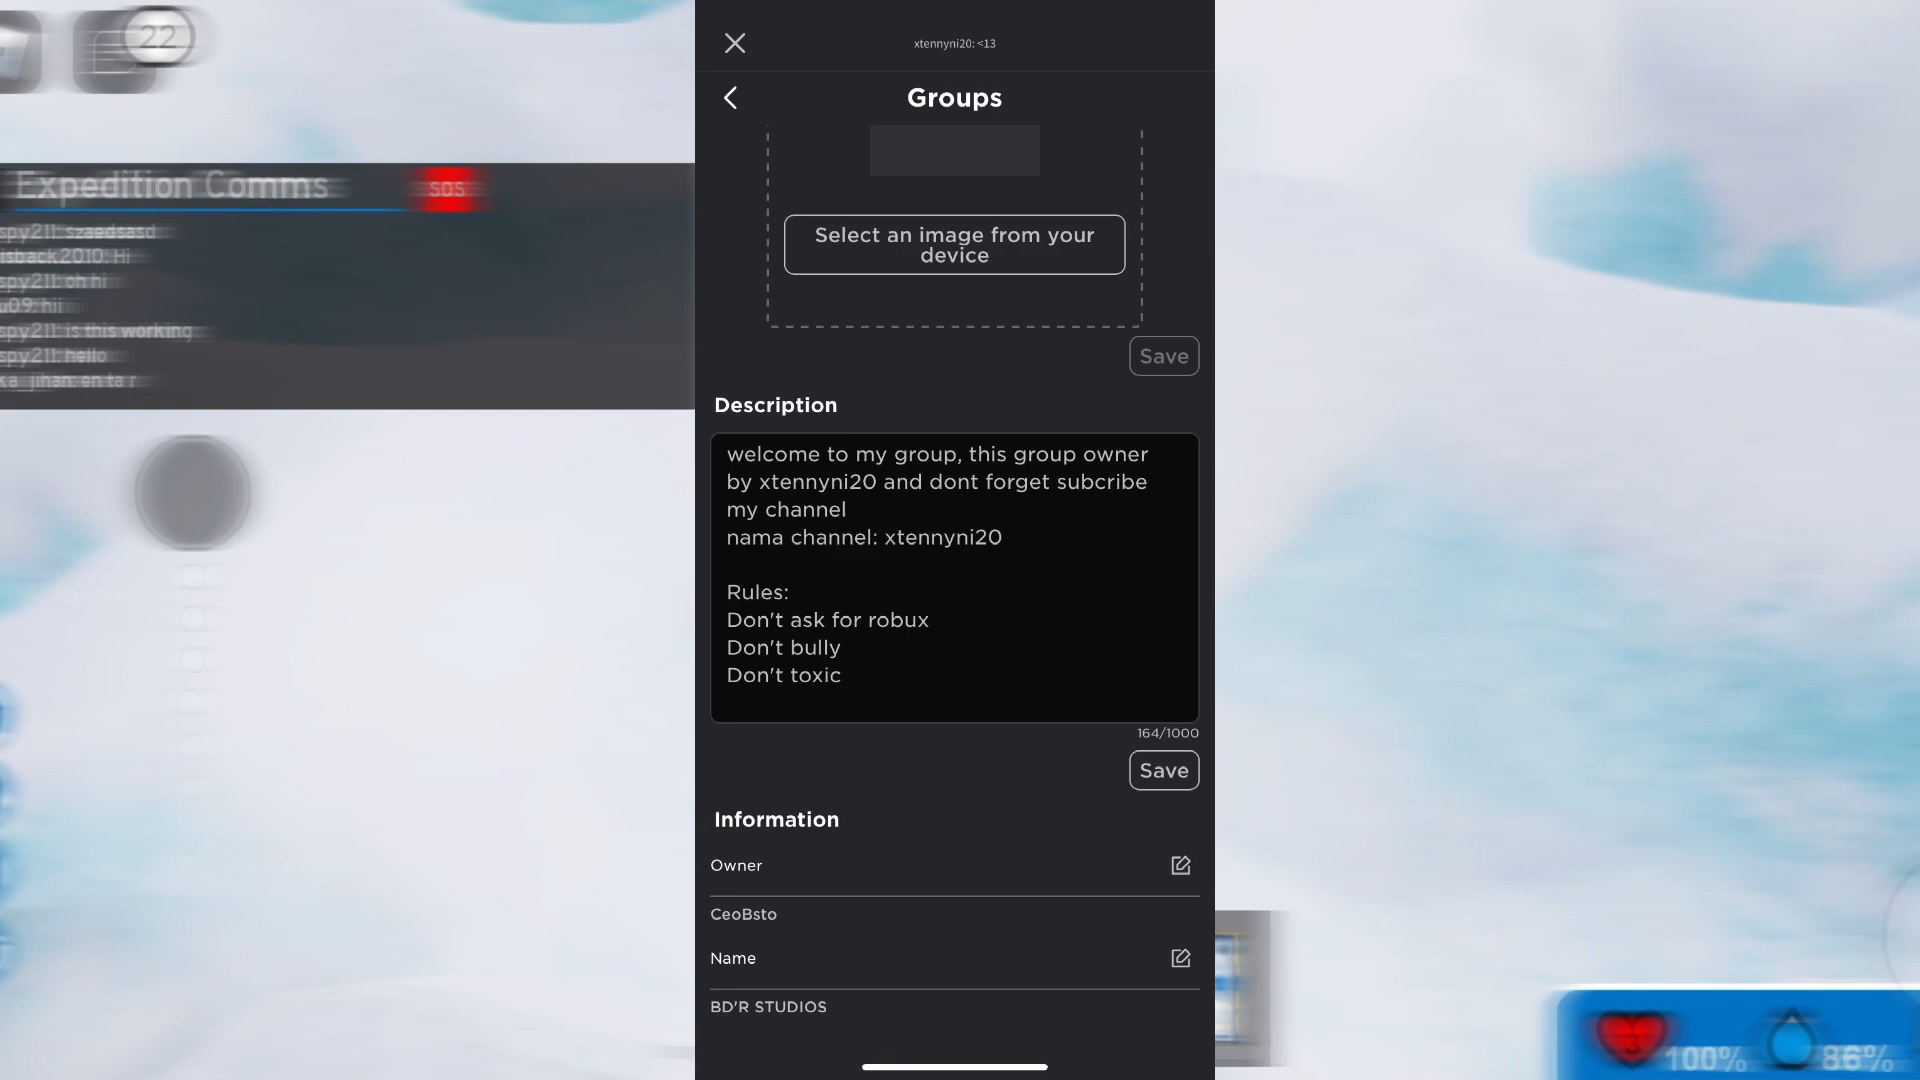 22
xtennyni20: <13
Groups
Expedition Comms
sos
Select an image from your
device
spy211: szaedsasd
isback2010: Hi
spy211: oh hi
u09: hii
spy211: is this working
spy211: hello
Save
Description
welcome to my group, this group owner
by xtennyni20 and dont forget subcribe
my channel
nama channel: xtennyni20
Rules:
Don't ask for robux
Don't bully
Don't toxic
164/1000
Save
Information
Owner
CeoBsto
Name
BD'R STUDIOS
100%
86%